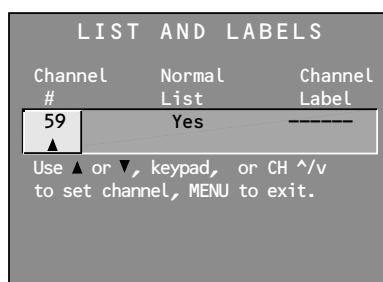 LIST AND LABELS
Channel Normal Channel
# List Label
59 Yes ------
▲
Use ▲ or ▼, keypad, or CH ^/v
to set channel, MENU to exit.